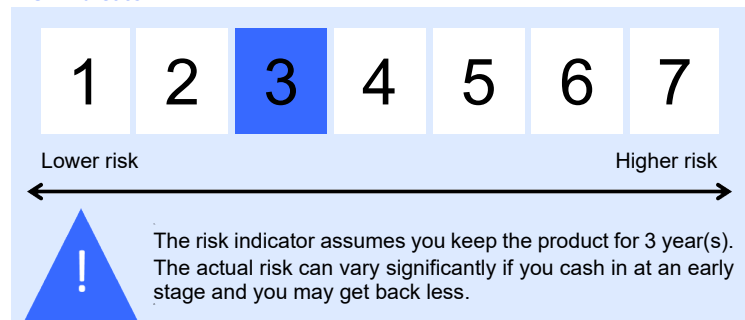 1 2 3 4 5 6 7
Lower risk Higher risk
!
The risk indicator assumes you keep the product for 3 year(s).
The actual risk can vary significantly if you cash in at an early
stage and you may get back less.